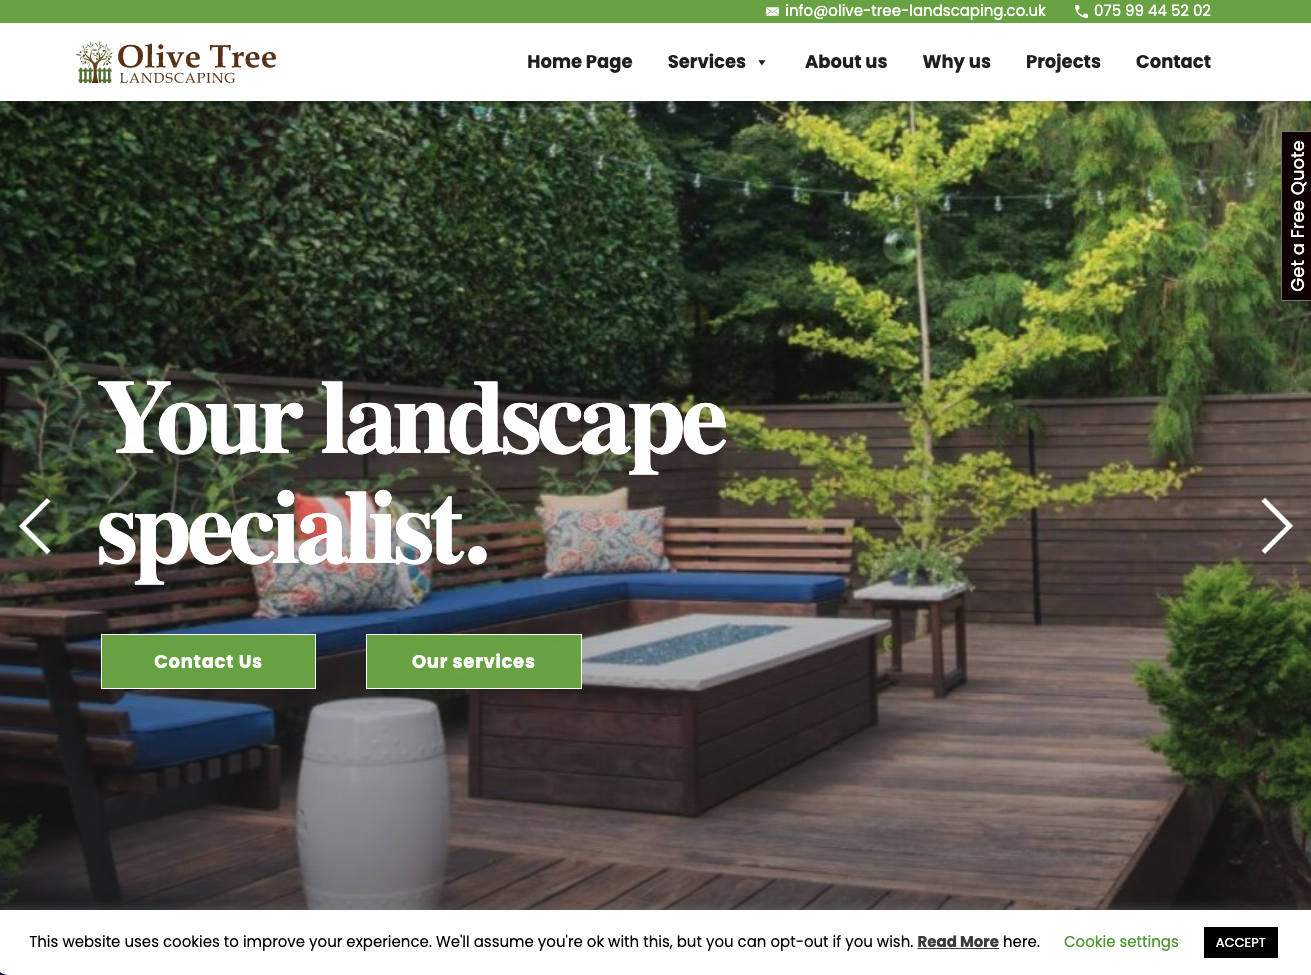 info@olive-tree-landscaping.co.uk 075 99 44 52 02
Olive Tree
LANDSCAPING
Home Page Services About us Why us Projects Contact
Get a Free Quote
Your landscape
specialist.
Contact Us Our services
This website uses cookies to improve your experience. We'll assume you're ok with this, but you can opt-out if you wish. Read More here. Cookie settings ACCEPT